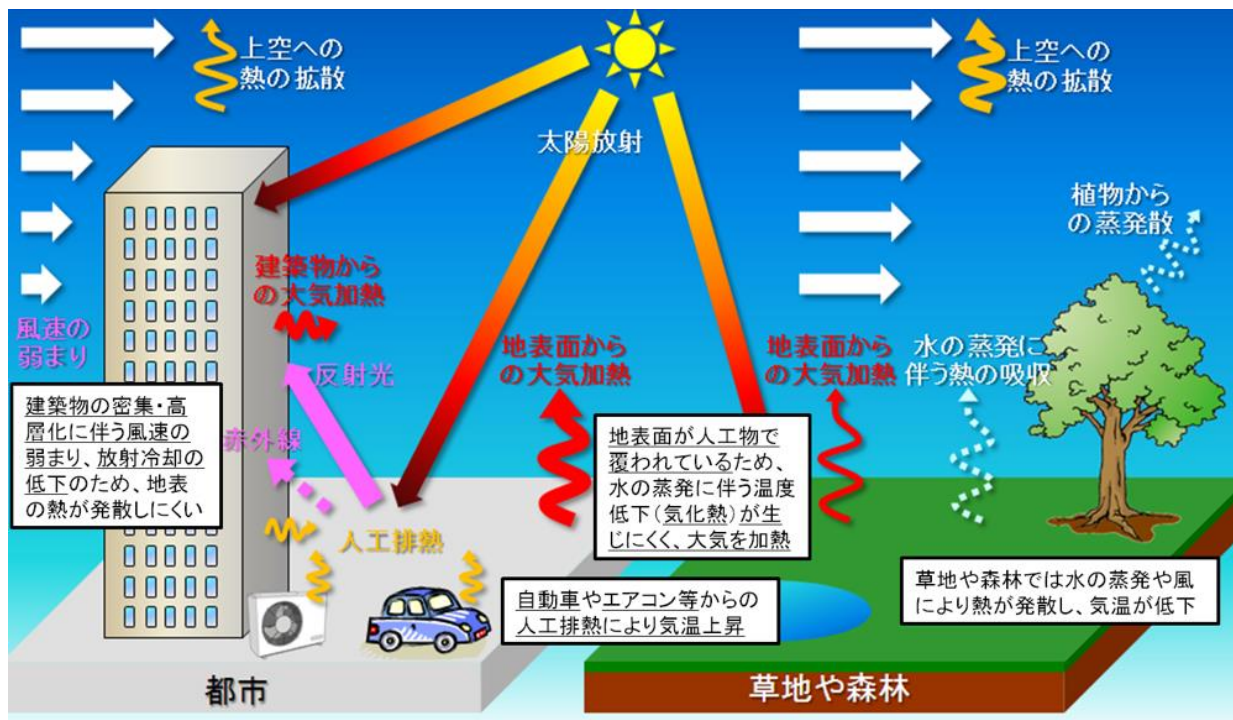 上空への
熱の拡散
太陽放射
上空への
熱の拡散
植物から
の蒸発散
建築物から
の大気加熱
風速の
弱まり
反射光
地表面から
の大気加熱
地表面から
の大気加熱
水の蒸発に
伴う熱の吸収
建築物の密集・高
層化に伴う風速の
弱まり、放射冷却の
低下のため、地表
の熱が発散しにくい
赤外線
地表面が人工物で
覆われているため、
水の蒸発に伴う温度
低下（気化熱）が生
じにくく、大気を加熱
人工排熱
自動車やエアコン等からの
人工排熱により気温上昇
草地や森林では水の蒸発や風
により熱が発散し、気温が低下
都市
草地や森林